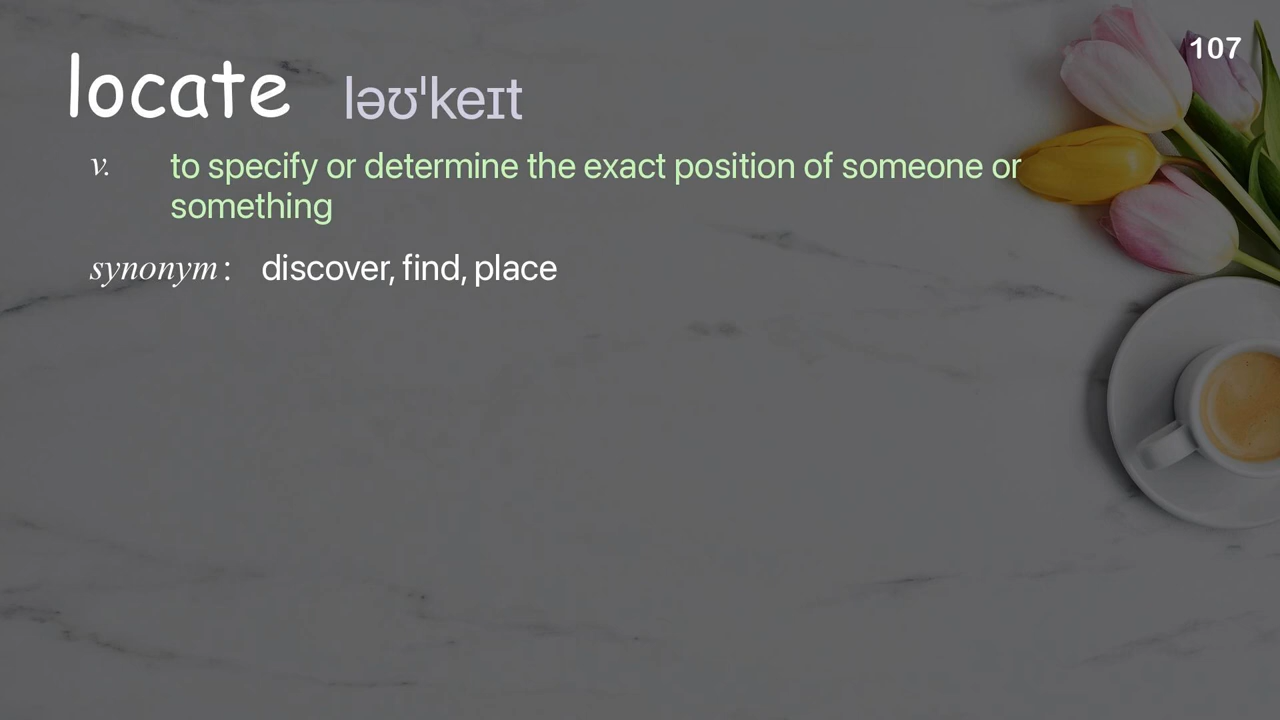 107
locate ləʊˈkeɪt
v. to specify or determine the exact position of someone or
something
synonym : discover, find, place